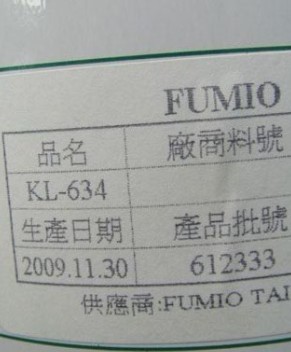 FUMIO
品名 廠商料號
KL-634
生產日期 產品批號
2009.11.30 612333
供應商:FUMIO TAI